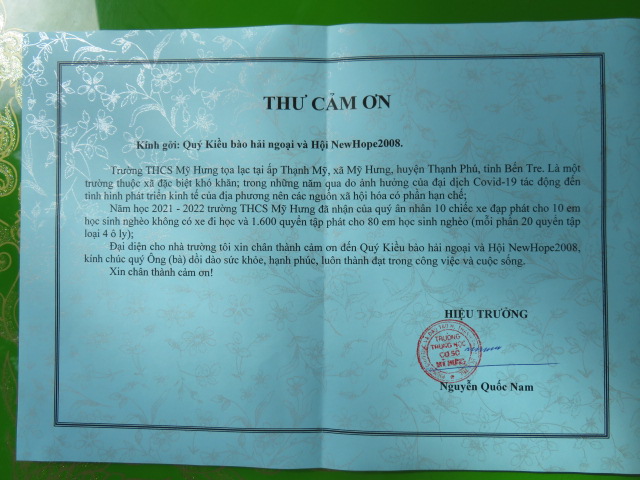 THƯ CẢM ƠN
Kính gởi: Quý Kiều bào hải ngoại và Hội NewHope2008.
Trường THCS Mỹ Hưng tọa lạc tại ấp Thạnh Mỹ, xã Mỹ Hưng, huyện Thạnh Phú, tỉnh Bến Tre. Là một
trường thuộc xã đặc biệt khó khăn; trong những năm qua do ảnh hưởng của đại dịch Covid-19 tác động đến
tình hình phát triển kinh tế của địa phương nên các nguồn xã hội hóa có phần hạn chế;
Năm học 2021 - 2022 trường THCS Mỹ Hưng đã nhận của quý ân nhân 10 chiếc xe đạp phát cho 10 em
học sinh nghèo không có xe đi học và 1.600 quyển tập phát cho 80 em học sinh nghèo (mỗi phần 20 quyển tập
loại 4 ô ly);
Đại diện cho nhà trường tôi xin chân thành cảm ơn đến Quý Kiều bào hải ngoại và Hội NewHope2008,
kính chúc quý Ông (bà) dồi dào sức khỏe, hạnh phúc, luôn thành đạt trong công việc và cuộc sống.
Xin chân thành cảm ơn!
HIỆU TRƯỞNG
TRƯỜNG
TRUNG HỌC
CƠ SỞ
MỸ HƯNG
Nguyễn Quốc Nam